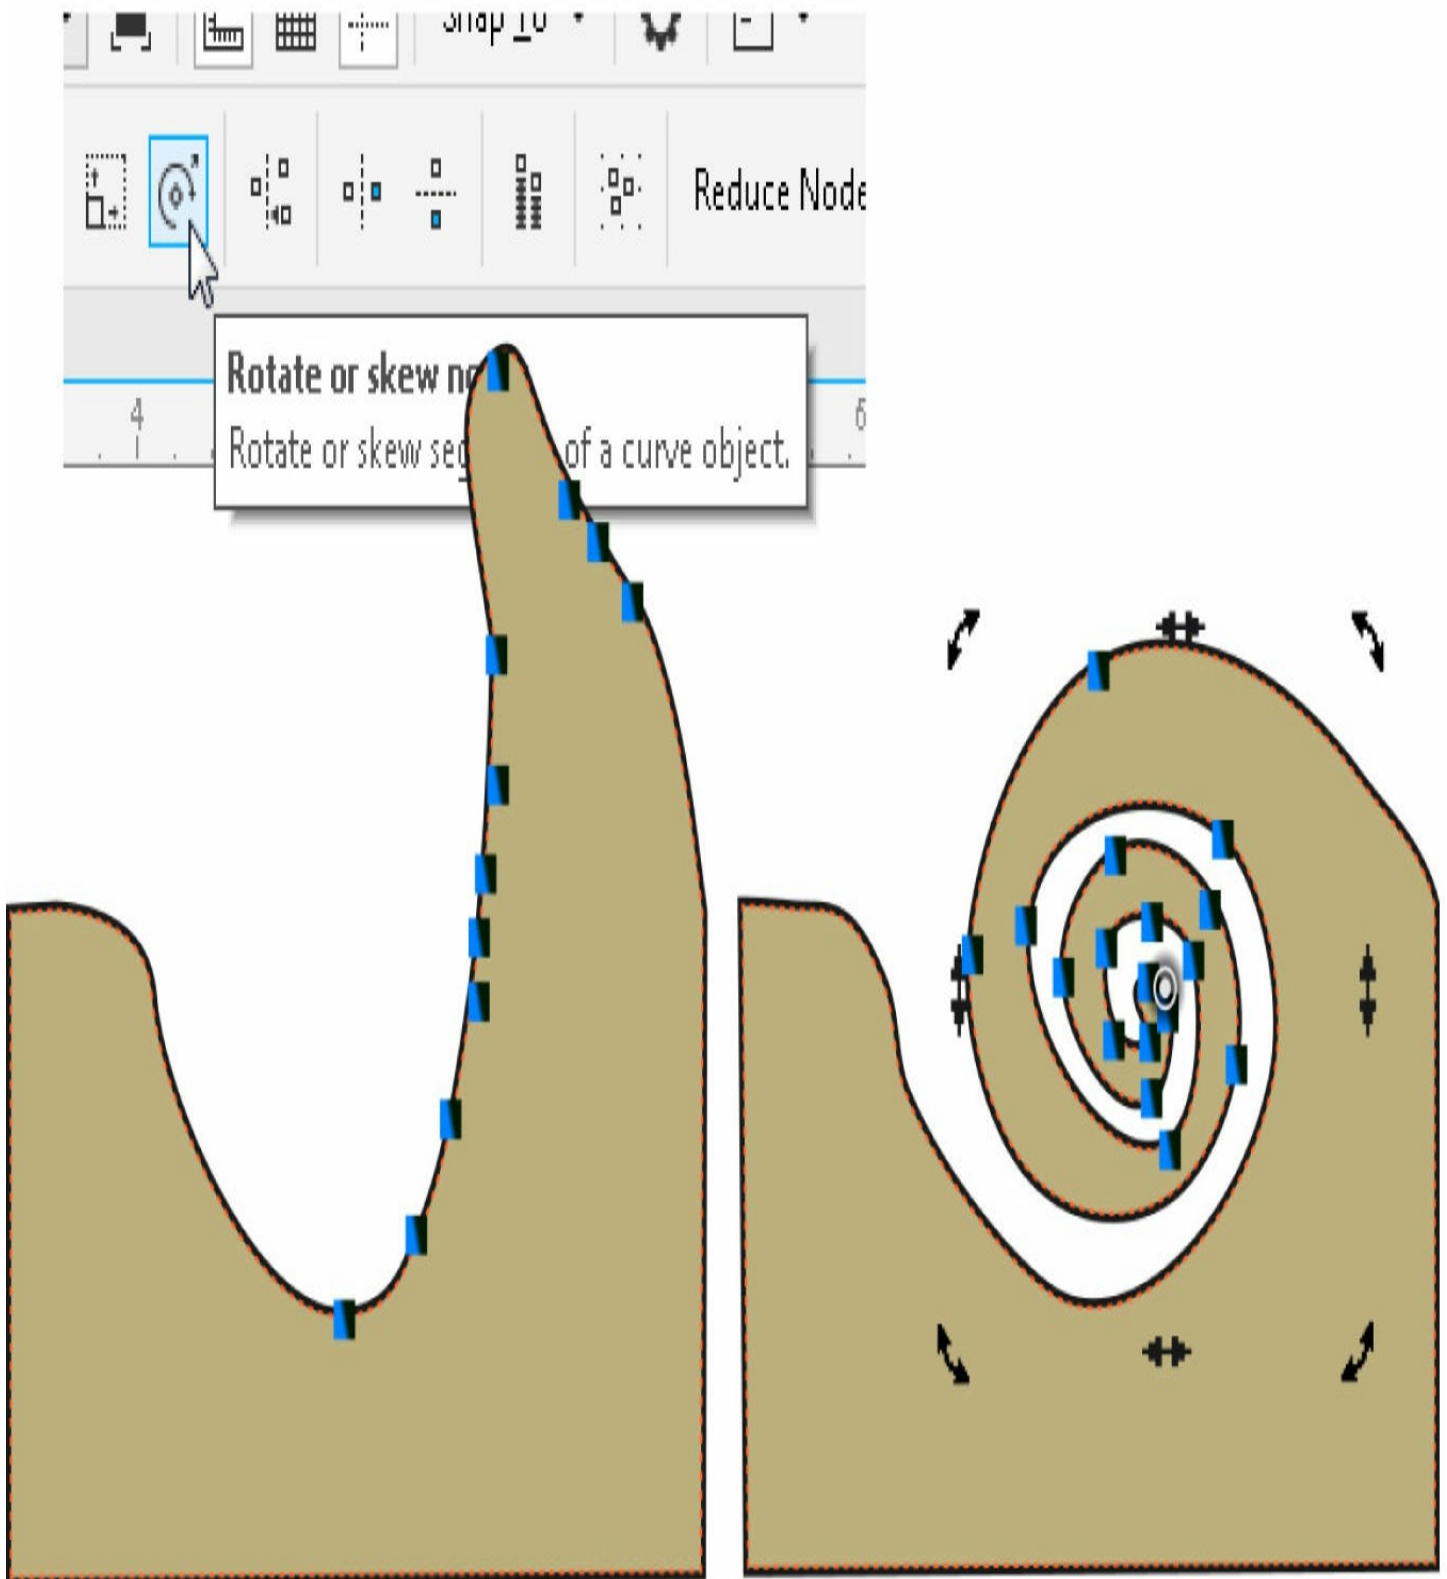 Snap To
Reduce Node
Rotate or skew no
4
6
Rotate or skew seg of a curve object.